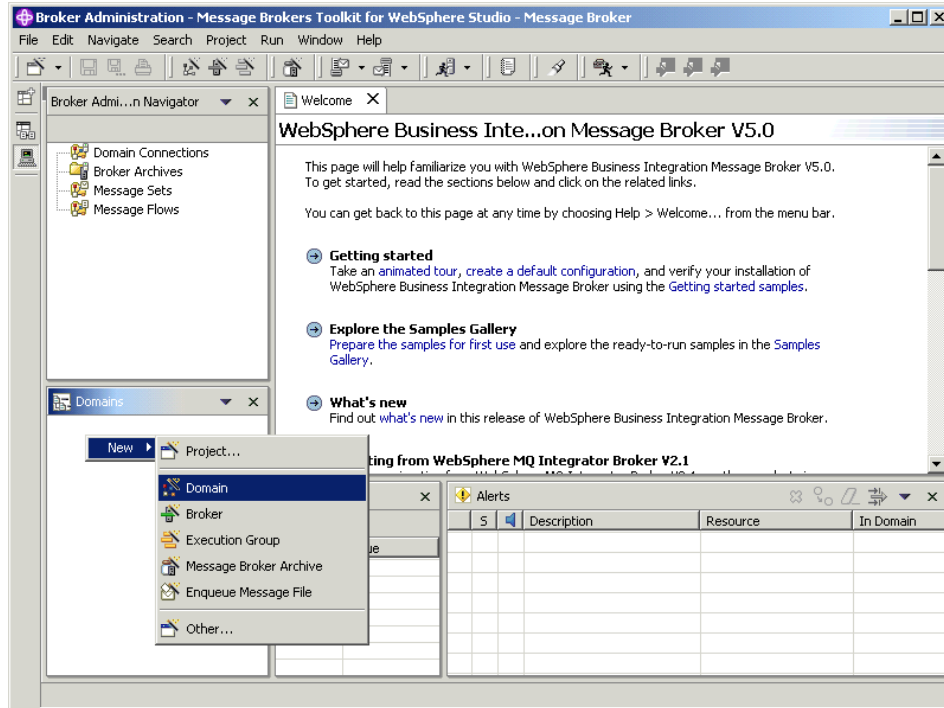 Broker Administration - Message Brokers Toolkit for WebSphere Studio - Message Broker
File Edit Navigate Search Project Run Window Help
Broker Admi...n Navigator
Welcome
WebSphere Business Inte...on Message Broker V5.0
Domain Connections
Broker Archives
Message Sets
Message Flows
This page will help familiarize you with WebSphere Business Integration Message Broker V5.0.
To get started, read the sections below and click on the related links.
You can get back to this page at any time by choosing Help > Welcome... from the menu bar.
Getting started
Take an animated tour, create a default configuration, and verify your installation of
WebSphere Business Integration Message Broker using the Getting started samples.
Explore the Samples Gallery
Prepare the samples for first use and explore the ready-to-run samples in the Samples
Gallery.
What's new
Find out what's new in this release of WebSphere Business Integration Message Broker.
ting from WebSphere MQ Integrator Broker V2.1
Domains
New
Project...
Domain
Broker
Execution Group
Message Broker Archive
Enqueue Message File
Other...
ue
Alerts
S Description Resource In Domain